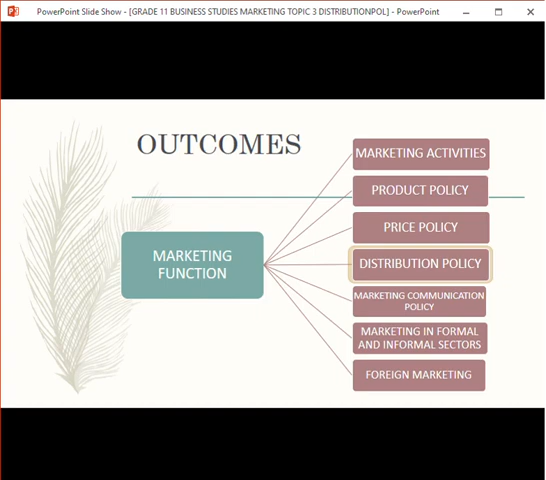 PowerPoint Slide Show - [GRADE 11 BUSINESS STUDIES MARKETING TOPIC 3 DISTRIBUTIONPOL] - PowerPoint
OUTCOMES
MARKETING
FUNCTION
MARKETING ACTIVITIES
PRODUCT POLICY
PRICE POLICY
DISTRIBUTION POLICY
MARKETING COMMUNICATION
POLICY
MARKETING IN FORMAL
AND INFORMAL SECTORS
FOREIGN MARKETING